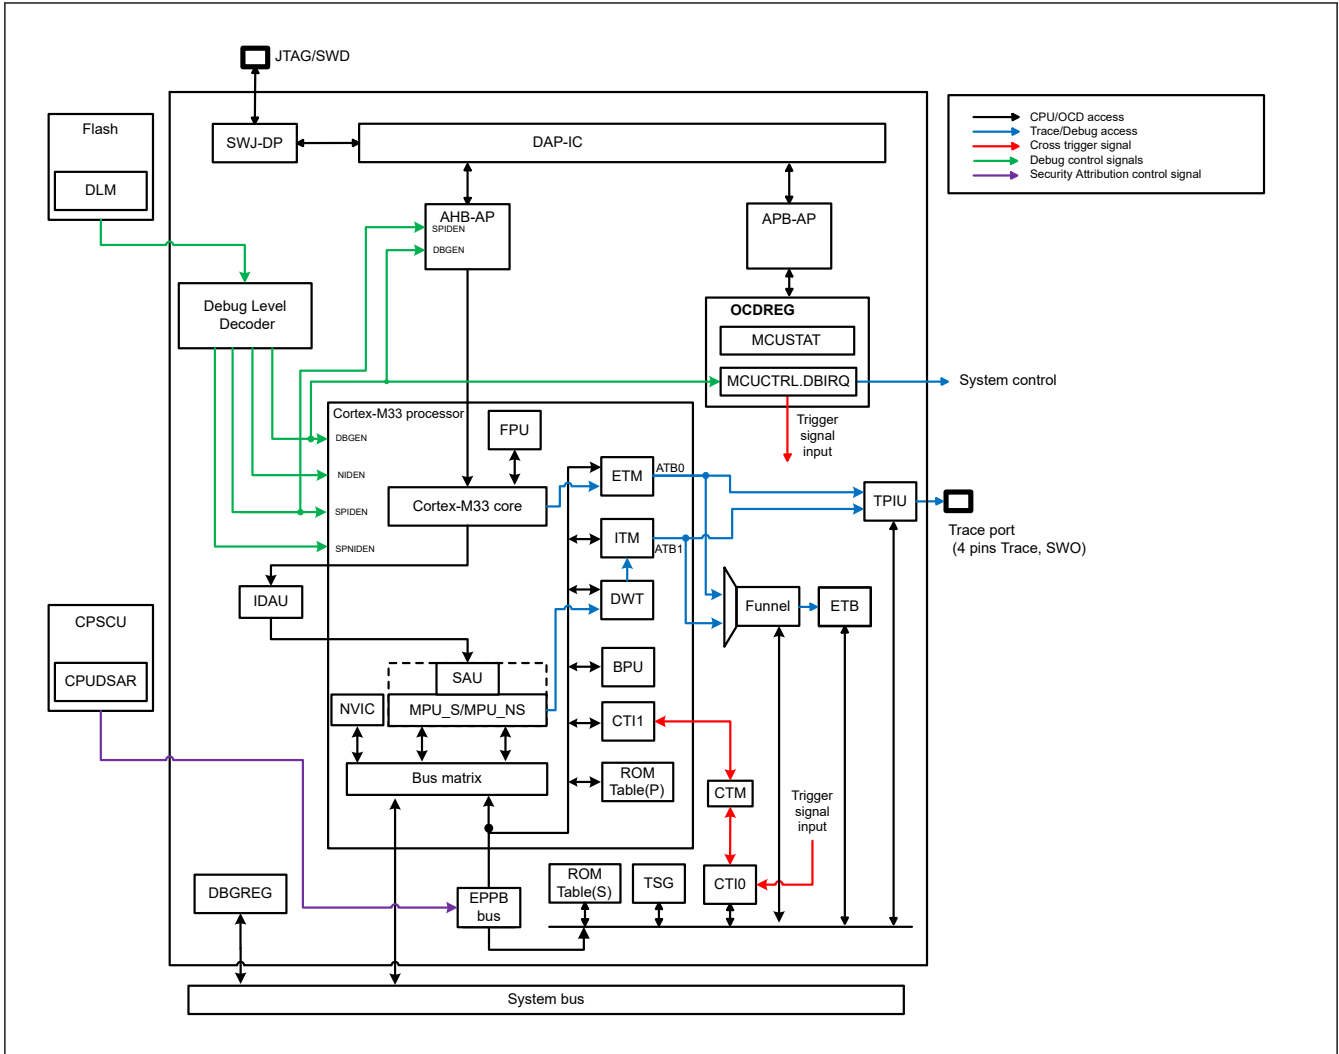 JTAG/SWD
Flash
DLM
SWJ-DP
DAP-IC
CPU/OCD access
Trace/Debug access
Cross trigger signal
Debug control signals
Security Attribution control signal
AHB-AP
SPIDEN
DBGEN
APB-AP
Debug Level
Decoder
OCDREG
MCUSTAT
MCUCTRL.DBIRQ
System control
Trigger
signal
input
Cortex-M33 processor
DBGEN
NIDEN
SPIDEN
SPNIDEN
FPU
Cortex-M33 core
ETM
ATB0
ITM
ATB1
DWT
TPIU
Trace port
(4 pins Trace, SWO)
IDAU
Funnel
ETB
CPSCU
CPUDSAR
SAU
BPU
NVIC
MPU_S/MPU_NS
CTI1
Bus matrix
ROM
Table(P)
CTM
Trigger
signal
input
DBGREG
EPPB
bus
ROM
Table(S)
TSG
CTI0
System bus